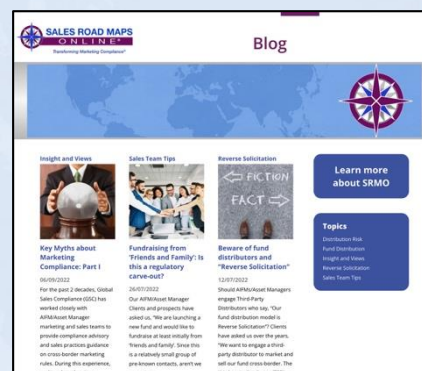 SALES ROAD MAPS
ONLINE®
Transforming Marketing Compliance®
Blog
Insight and Views
Key Myths about
Marketing
Compliance: Part I
06/09/2022
For the past 2 decades, Global
Sales Compliance (GSC) has
worked closely with
AIFM/Asset Manager
marketing and sales teams to
provide compliance advisory
and sales practices guidance
on cross-border marketing
rules. During this experience,
Sales Team Tips
Fundraising from
'Friends and Family': Is
this a regulatory
carve-out?
26/07/2022
Our AIFM/Asset Manager
Clients and prospects have
asked us, "We are launching a
new fund and would like to
fundraise at least initially from
'friends and family'. Since this
is a relatively small group of
pre-known contacts, aren't we
Reverse Solicitation
FICTION
FACT
Beware of fund
distributors and
"Reverse Solicitation"
12/07/2022
Should AIFMs/Asset Managers
engage Third-Party
Distributors who say, "Our
fund distribution model is
Reverse Solicitation"? Clients
have asked us over the years,
"We want to engage a third-
party distributor to market and
sell our fund cross-border. The
Learn more
about SRMO
Topics
Distribution Risk
Fund Distribution
Insight and Views
Reverse Solicitation
Sales Team Tips